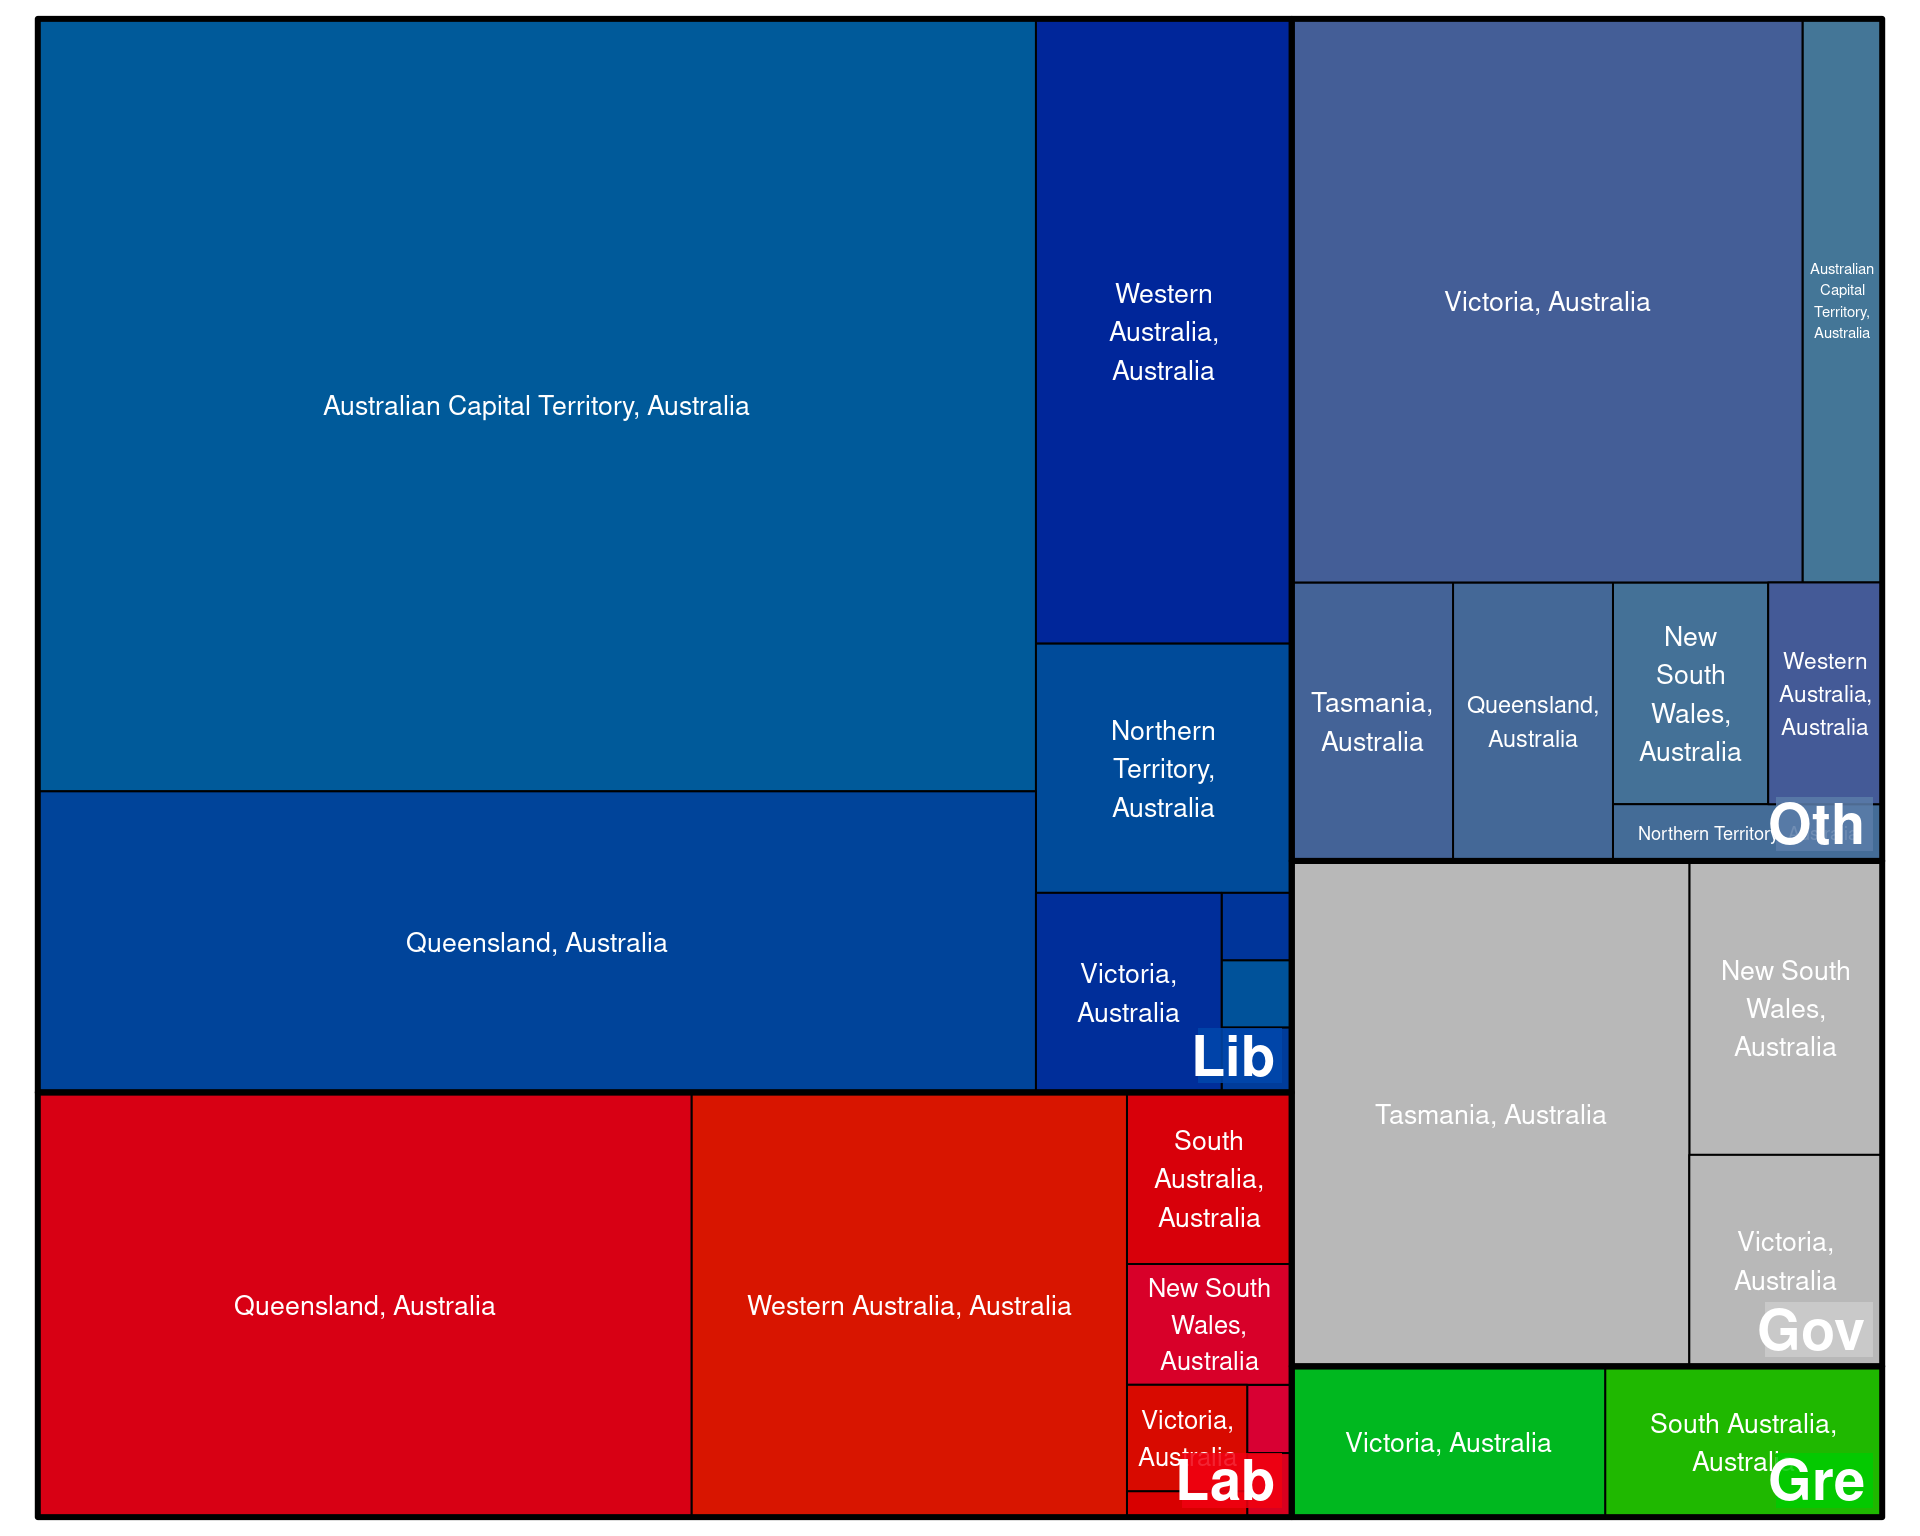 Australian Capital Territory, Australia
Western
Australia,
Australia
Northern
Territory,
Australia
Queensland, Australia
Victoria,
Australia
Lib
Queensland, Australia
Western Australia, Australia
South
Australia,
Australia
New South
Wales,
Australia
Victoria,
Australia
Lab
Victoria, Australia
Australian
Capital
Territory,
Australia
Tasmania,
Australia
Queensland,
Australia
New
South
Wales,
Australia
Western
Australia,
Australia
Northern Territory,
Oth
Tasmania, Australia
New South
Wales,
Australia
Victoria,
Australia
Gov
Victoria, Australia
South Australia,
Australia
Gre